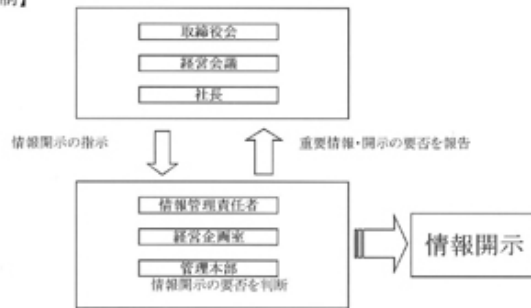 制】
取締役会
経営会議
社長
情報開示の指示
重要情報・開示の要否を報告
情報管理責任者
経営企画室
管理本部
情報開示の要否を判断
情報開示